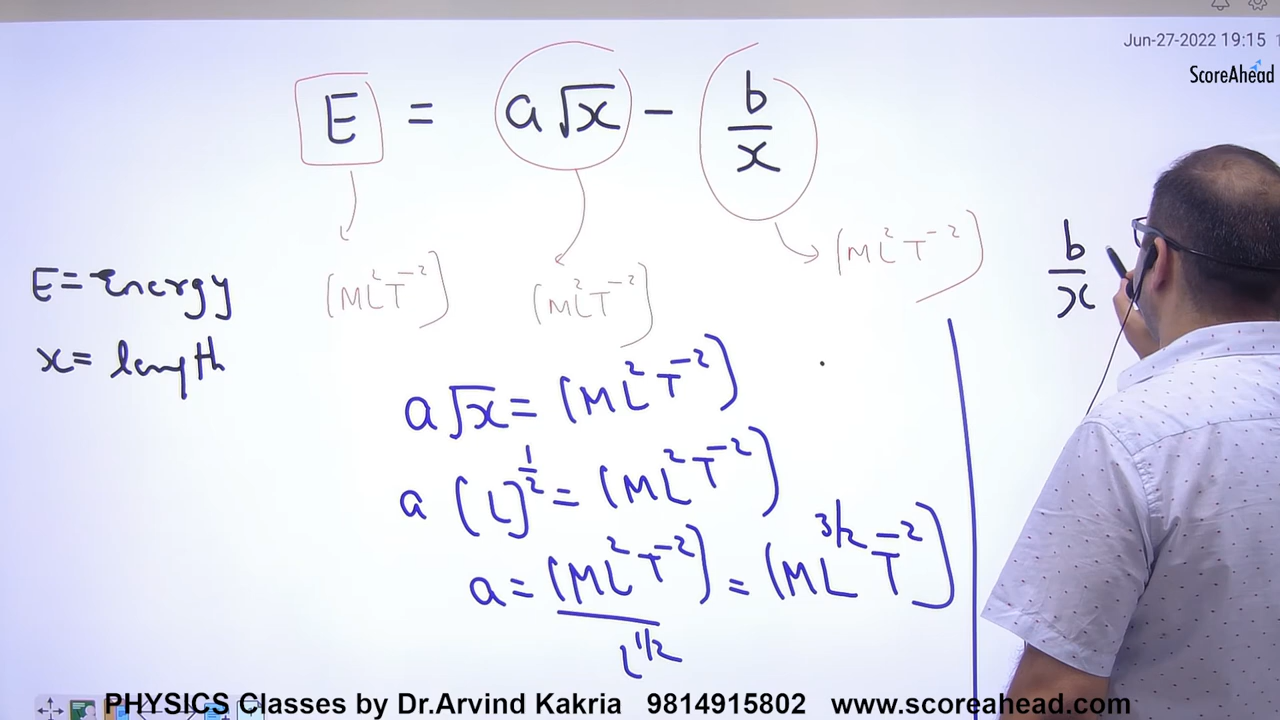 Jun-27-2022 19:15
ScoreAhead
E = a√x - b/x
(ML²T⁻²) (ML²T⁻²) (ML²T⁻²)
E = Energy
x = length
a√x = (ML²T⁻²)
a (L)^1/2 = (ML²T⁻²)
a = (ML²T⁻²)/L^1/2 = (ML^3/2 T⁻²)
b/x
PHYSICS Classes by Dr.Arvind Kakria 9814915802 www.scoreahead.com